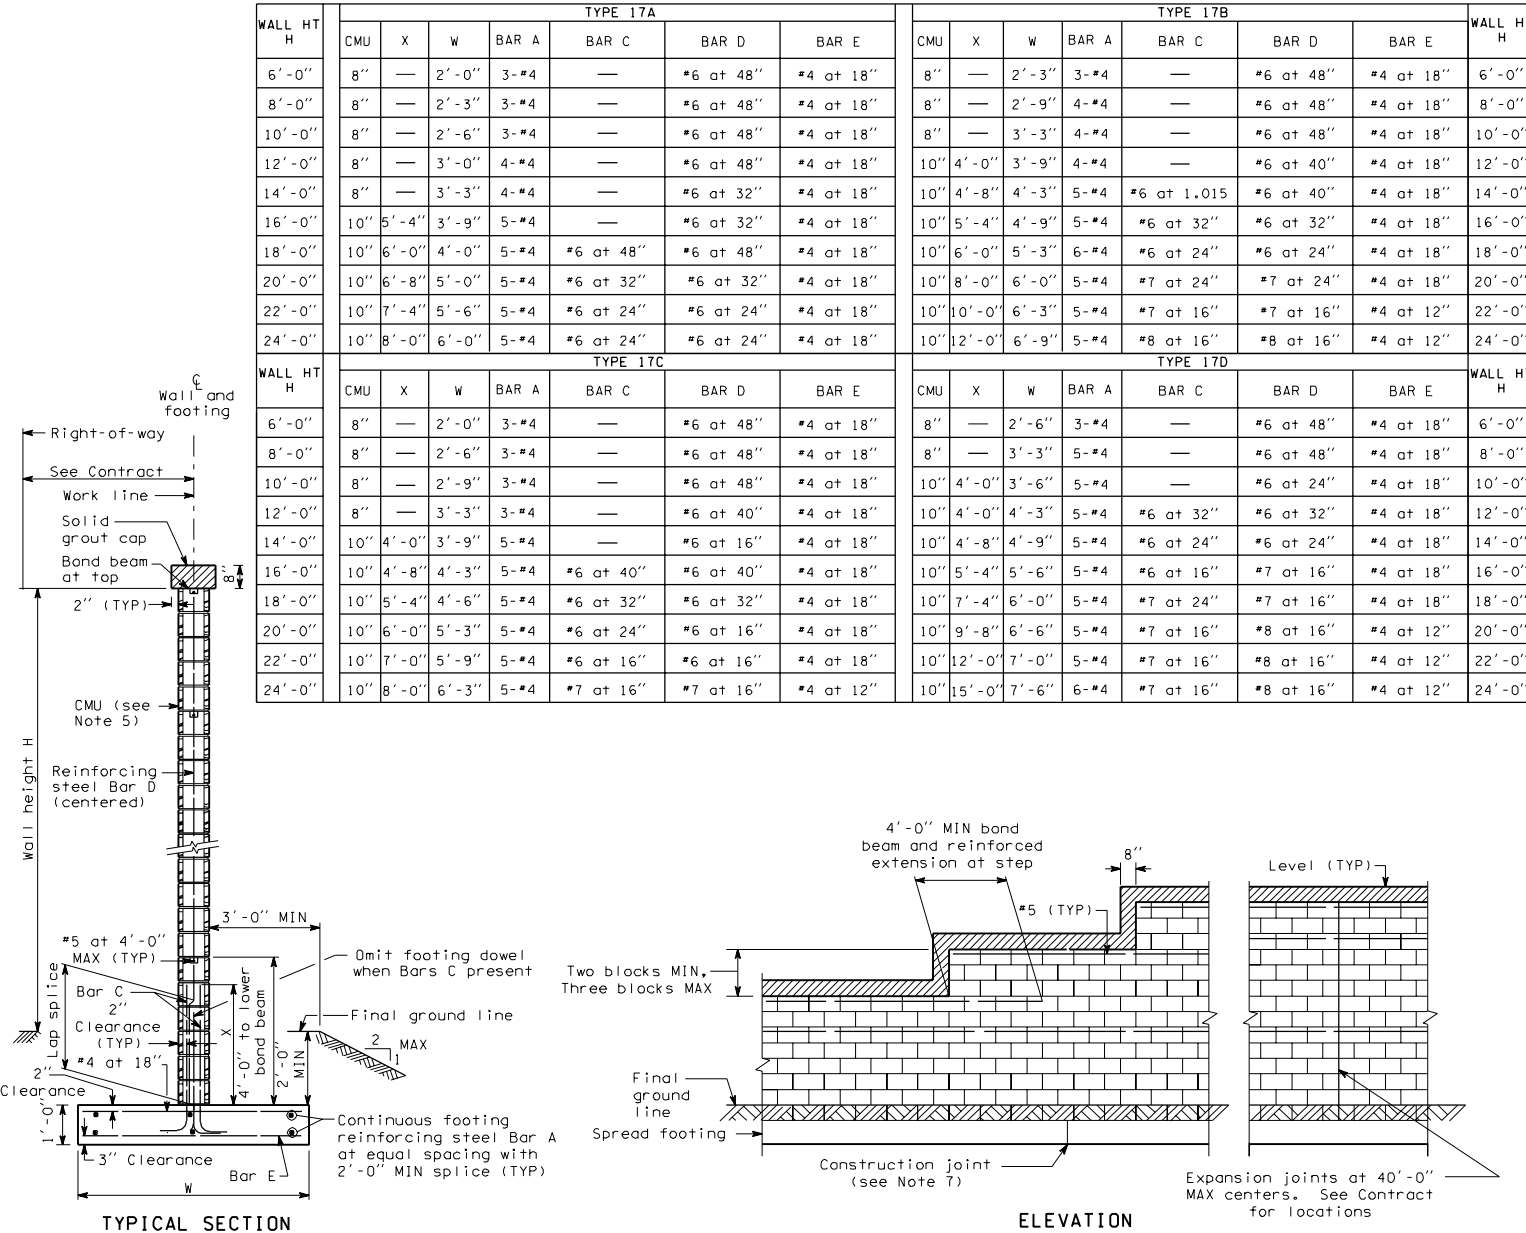 WALL HT H TYPE 17A TYPE 17B WALL H H
CMU X W BAR A BAR C BAR D BAR E CMU X W BAR A BAR C BAR D BAR E
6'-0" 8" — 2'-0" 3-#4 — #6 at 48" #4 at 18" 8" — 2'-3" 3-#4 — #6 at 48" #4 at 18" 6'-0"
8'-0" 8" — 2'-3" 3-#4 — #6 at 48" #4 at 18" 8" — 2'-9" 4-#4 — #6 at 48" #4 at 18" 8'-0"
10'-0" 8" — 2'-6" 3-#4 — #6 at 48" #4 at 18" 8" — 3'-3" 4-#4 — #6 at 48" #4 at 18" 10'-0"
12'-0" 8" — 3'-0" 4-#4 — #6 at 48" #4 at 18" 10" 4'-0" 3'-9" 4-#4 — #6 at 40" #4 at 18" 12'-0"
14'-0" 8" — 3'-3" 4-#4 — #6 at 32" #4 at 18" 10" 4'-8" 4'-3" 5-#4 #6 at 1.015 #6 at 40" #4 at 18" 14'-0"
16'-0" 10" 5'-4" 3'-9" 5-#4 — #6 at 32" #4 at 18" 10" 5'-4" 4'-9" 5-#4 #6 at 32" #6 at 32" #4 at 18" 16'-0"
18'-0" 10" 6'-0" 4'-0" 5-#4 #6 at 48" #6 at 48" #4 at 18" 10" 6'-0" 5'-3" 6-#4 #6 at 24" #6 at 24" #4 at 18" 18'-0"
20'-0" 10" 6'-8" 5'-0" 5-#4 #6 at 32" #6 at 32" #4 at 18" 10" 8'-0" 6'-0" 5-#4 #7 at 24" #7 at 24" #4 at 18" 20'-0"
22'-0" 10" 7'-4" 5'-6" 5-#4 #6 at 24" #6 at 24" #4 at 18" 10" 10'-0" 6'-3" 5-#4 #7 at 16" #7 at 16" #4 at 12" 22'-0"
24'-0" 10" 8'-0" 6'-0" 5-#4 #6 at 24" #6 at 24" #4 at 18" 10" 12'-0" 6'-9" 5-#4 #8 at 16" #8 at 16" #4 at 12" 24'-0"
WALL HT H TYPE 17C TYPE 17D WALL H H
CMU X W BAR A BAR C BAR D BAR E CMU X W BAR A BAR C BAR D BAR E
6'-0" 8" — 2'-0" 3-#4 — #6 at 48" #4 at 18" 8" — 2'-6" 3-#4 — #6 at 48" #4 at 18" 6'-0"
8'-0" 8" — 2'-6" 3-#4 — #6 at 48" #4 at 18" 8" — 3'-3" 5-#4 — #6 at 48" #4 at 18" 8'-0"
10'-0" 8" — 2'-9" 3-#4 — #6 at 48" #4 at 18" 10" 4'-0" 3'-6" 5-#4 — #6 at 24" #4 at 18" 10'-0"
12'-0" 8" — 3'-3" 3-#4 — #6 at 40" #4 at 18" 10" 4'-0" 4'-3" 5-#4 #6 at 32" #6 at 32" #4 at 18" 12'-0"
14'-0" 10" 4'-0" 3'-9" 5-#4 — #6 at 16" #4 at 18" 10" 4'-8" 4'-9" 5-#4 #6 at 24" #6 at 24" #4 at 18" 14'-0"
16'-0" 10" 4'-8" 4'-3" 5-#4 #6 at 40" #6 at 40" #4 at 18" 10" 5'-4" 5'-6" 5-#4 #6 at 16" #7 at 16" #4 at 18" 16'-0"
18'-0" 10" 5'-4" 4'-6" 5-#4 #6 at 32" #6 at 32" #4 at 18" 10" 7'-4" 6'-0" 5-#4 #7 at 24" #7 at 16" #4 at 18" 18'-0"
20'-0" 10" 6'-0" 5'-3" 5-#4 #6 at 24" #6 at 16" #4 at 18" 10" 9'-8" 6'-6" 5-#4 #7 at 16" #8 at 16" #4 at 12" 20'-0"
22'-0" 10" 7'-0" 5'-9" 5-#4 #6 at 16" #6 at 16" #4 at 18" 10" 12'-0" 7'-0" 5-#4 #7 at 16" #8 at 16" #4 at 12" 22'-0"
24'-0" 10" 8'-0" 6'-3" 5-#4 #7 at 16" #7 at 16" #4 at 12" 10" 15'-0" 7'-6" 6-#4 #7 at 16" #8 at 16" #4 at 12" 24'-0"
℄
Wall and
footing
Right-of-way
See Contract
Work line
Solid
grout cap
Bond beam
at top
8"
2" (TYP)
CMU (see
Note 5)
Wall height H
Reinforcing
steel Bar D
(centered)
3'-0" MIN
#5 at 4'-0"
MAX (TYP)
Omit footing dowel
when Bars C present
Lap splice
Bar C
2"
Clearance
(TYP)
#4 at 18"
X
4'-0" to lower
bond beam
2'-0"
MIN
Final ground line
2
1
MAX
2"
Clearance
1'-0"
3" Clearance
Bar E
W
Continuous footing
reinforcing steel Bar A
at equal spacing with
2'-0" MIN splice (TYP)
TYPICAL SECTION
4'-0" MIN bond
beam and reinforced
extension at step
8"
Level (TYP)
#5 (TYP)
Two blocks MIN,
Three blocks MAX
Final
ground
line
Spread footing
Construction joint
(see Note 7)
Expansion joints at 40'-0"
MAX centers. See Contract
for locations
ELEVATION